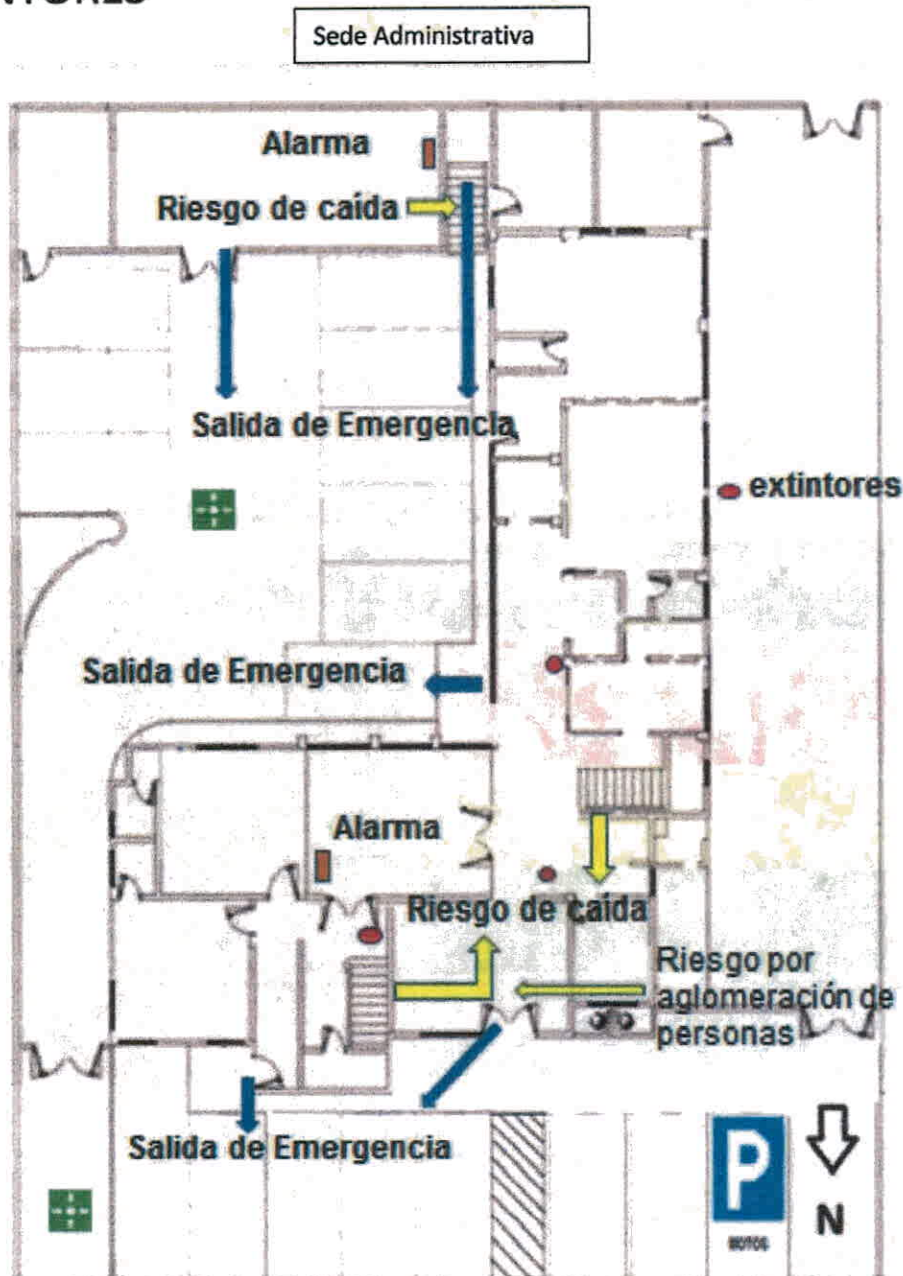 Sede Administrativa
Alarma
Riesgo de caída
Salida de Emergencia
extintores
Salida de Emergencia
Alarma
Riesgo de caída
Riesgo por
aglomeración de
personas
Salida de Emergencia
P
MOTOS
N